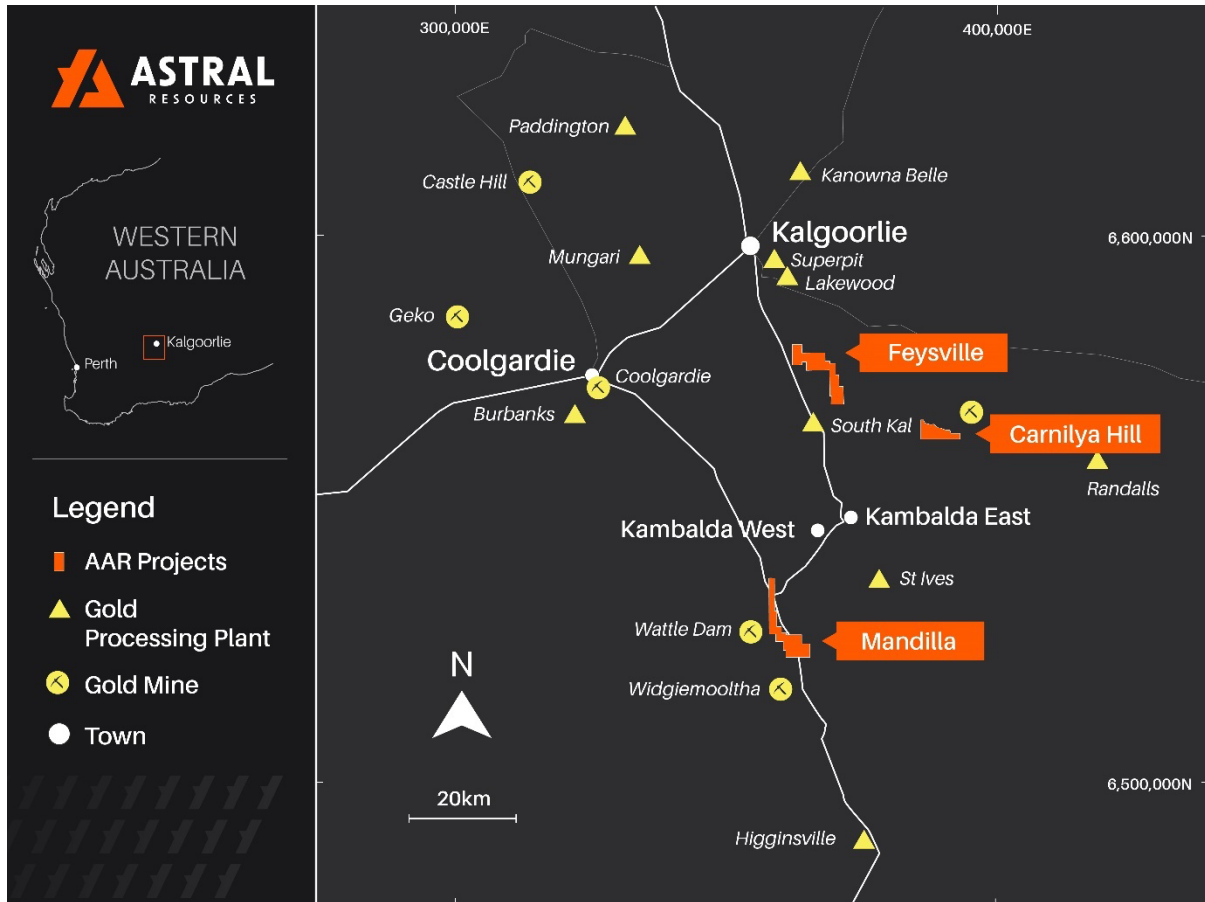 ASTRAL
RESOURCES
WESTERN
AUSTRALIA
Kalgoorlie
Perth
Legend
AAR Projects
Gold
Processing Plant
Gold Mine
Town
300,000E
400,000E
Paddington
Castle Hill
Kanowna Belle
Kalgoorlie
6,600,000N
Mungari
Superpit
Lakewood
Geko
Feysville
Coolgardie
Coolgardie
Burbanks
South Kal
Carnilya Hill
Randalls
Kambalda West
Kambalda East
St Ives
Wattle Dam
Mandilla
N
Widgiemooltha
20km
6,500,000N
Higginsville